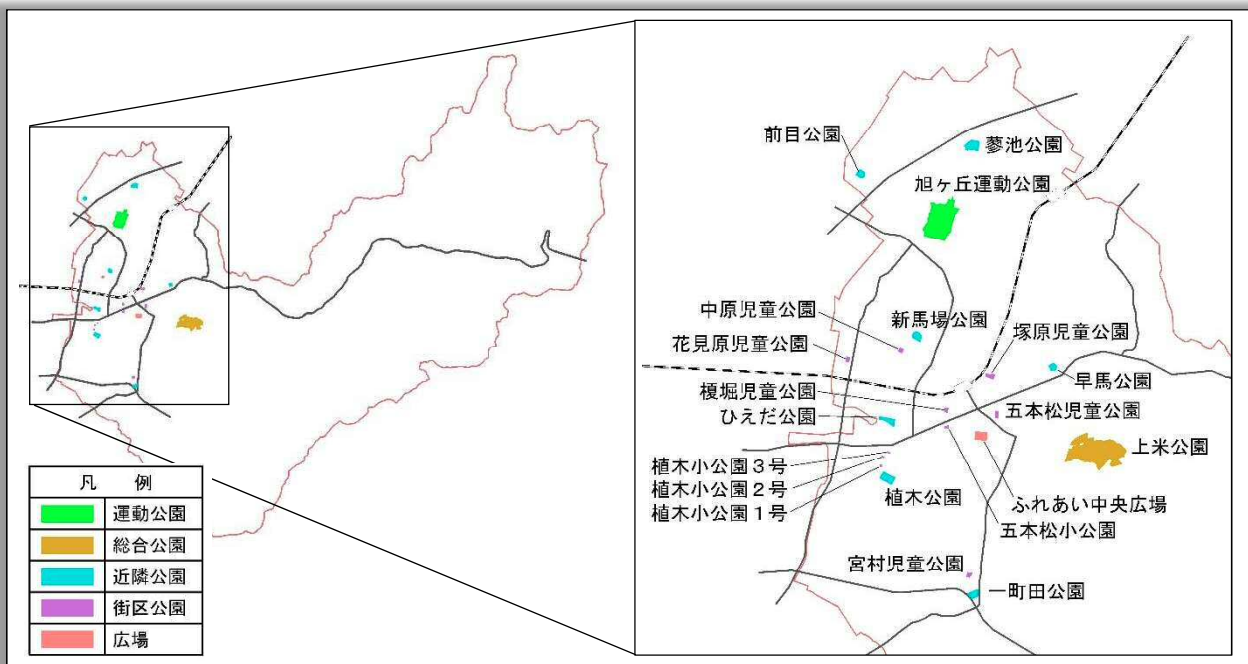 凡 例
運動公園
総合公園
近隣公園
街区公園
広場
前目公園
蓼池公園
旭ヶ丘運動公園
中原児童公園
新馬場公園
塚原児童公園
花見原児童公園
早馬公園
榎堀児童公園
ひえだ公園
五本松児童公園
上米公園
植木小公園3号
植木小公園2号
植木小公園1号
植木公園
ふれあい中央広場
五本松小公園
宮村児童公園
一町田公園